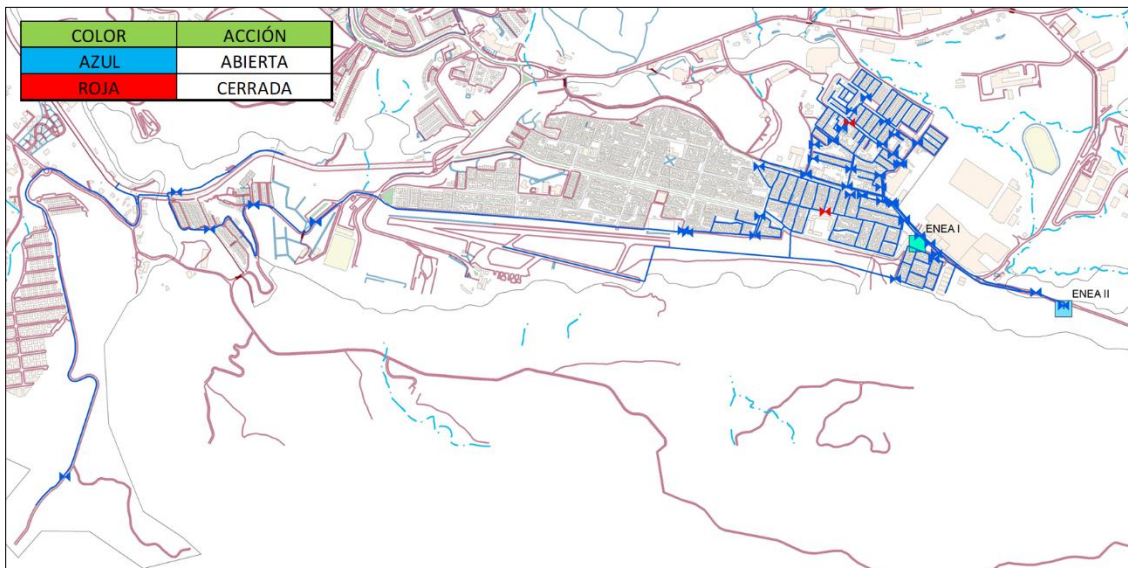 COLOR ACCIÓN
AZUL ABIERTA
ROJA CERRADA
ENEA I
ENEA II